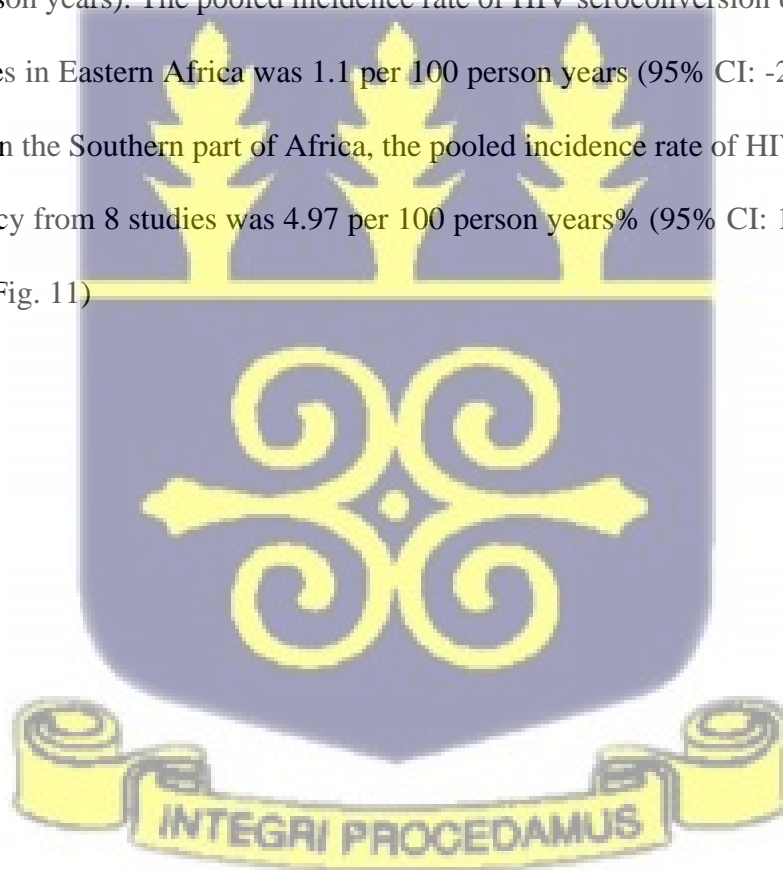 son years). The pooled incidence rate of HIV seroconversion
es in Eastern Africa was 1.1 per 100 person years (95% CI: -2
n the Southern part of Africa, the pooled incidence rate of HIV
cy from 8 studies was 4.97 per 100 person years% (95% CI: 1
Fig. 11)
INTEGRI PROCEDAMUS